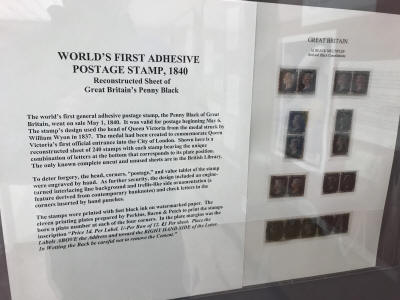 WORLD'S FIRST ADHESIVE
POSTAGE STAMP, 1840
Reconstructed Sheet of
Great Britain's Penny Black
The world's first general adhesive postage stamp, the Penny Black of Great
Britain, went on sale May 1, 1840. It was valid for postage beginning May 6.
The stamp's design used the head of Queen Victoria from the medal struck by
William Wyon in 1837. The medal had been created to commemorate Queen
Victoria's first official entrance into the City of London. Shown here is a
reconstructed sheet of 240 stamps with each stamp bearing the unique
combination of letters at the bottom that corresponds to its plate position.
The only known complete uncut and unused sheets are in the British Library.
To deter forgery, the head, corners, "postage," and value tablet of the stamp
were engraved by hand. As further security, the design included an engine-
turned interlacing line background and trellis-like side ornamentation (a
feature derived from contemporary banknotes) and check letters in the
corners inserted by hand punches.
The stamps were printed with fast black ink on watermarked paper. The
eleven printing plates prepared by Perkins, Bacon & Petch to print the stamps
bore a plate number at each of the four corners. In the plate margins was the
inscription "Price 1d. Per Label. 1/- Per Row of 12. £1 Per sheet. Place the
Labels ABOVE the Address and toward the RIGHT HAND SIDE of the Letter.
In Wetting the Back be careful not to remove the Cement."
GREAT BRITAIN
1d BLACK MULTIPLES